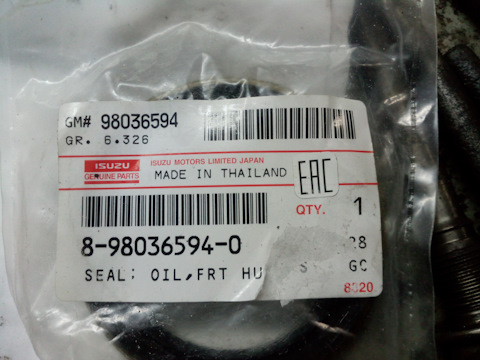 GM# 98036594
GR. 6.326
ISUZU
GENUINE PARTS
ISUZU MOTORS LIMITED JAPAN
MADE IN THAILAND
EAC
QTY. 1
8-98036594-0
SEAL: OIL,FRT HU
GC
8020